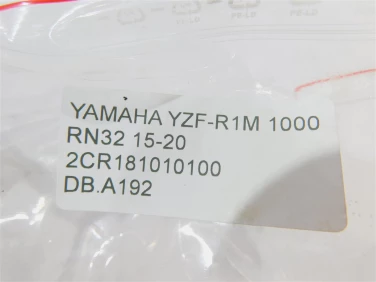 YAMAHA YZF-R1M 1000
RN32 15-20
2CR181010100
DB.A192